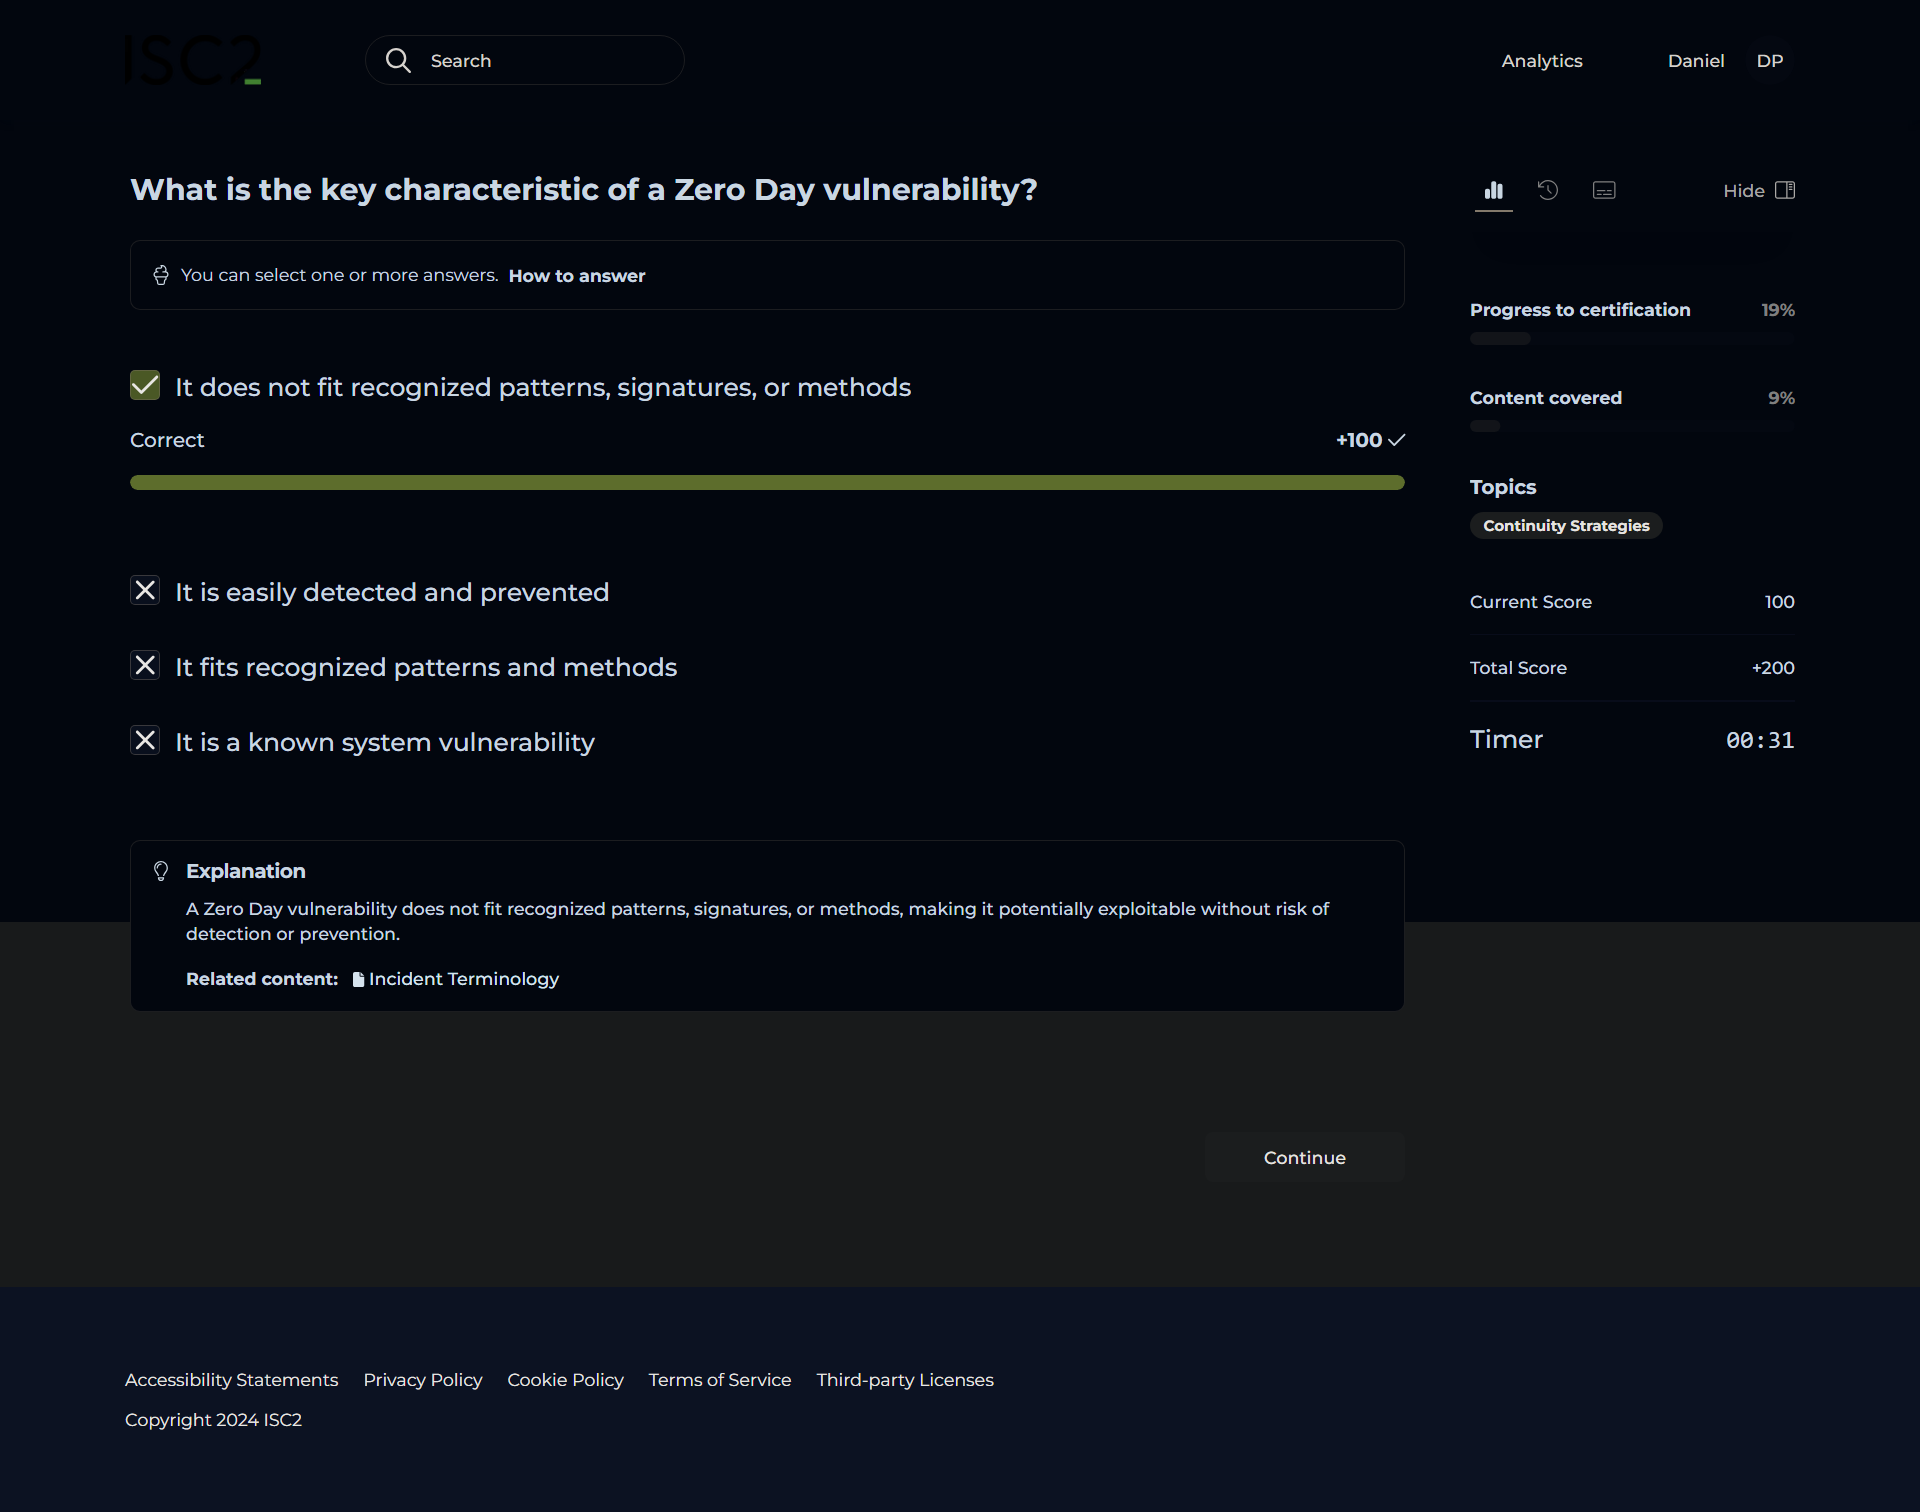 ISC2
Search
Analytics
Daniel
DP
What is the key characteristic of a Zero Day vulnerability?
You can select one or more answers. How to answer
It does not fit recognized patterns, signatures, or methods
Correct
+100
It is easily detected and prevented
It fits recognized patterns and methods
It is a known system vulnerability
Explanation
A Zero Day vulnerability does not fit recognized patterns, signatures, or methods, making it potentially exploitable without risk of
detection or prevention.
Related content: Incident Terminology
Continue
Hide
Progress to certification 19%
Content covered 9%
Topics
Continuity Strategies
Current Score 100
Total Score +200
Timer 00:31
Accessibility Statements Privacy Policy Cookie Policy Terms of Service Third-party Licenses
Copyright 2024 ISC2